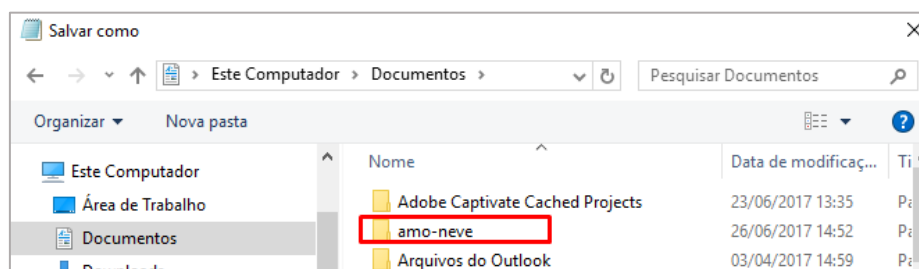 Salvar como
Este Computador > Documentos >
Pesquisar Documentos
Organizar
Nova pasta
Nome
Data de modificaç...
Este Computador
Área de Trabalho
Documentos
Adobe Captivate Cached Projects 23/06/2017 13:35
amo-neve 26/06/2017 14:52
Arquivos do Outlook 03/04/2017 14:59